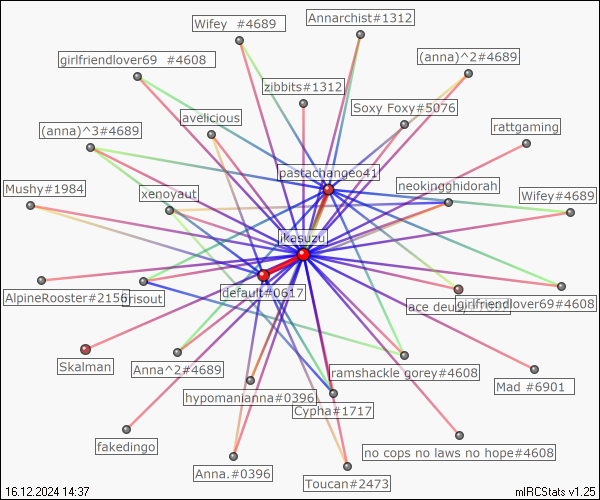 Wifey #4689
Annarchist#1312
girlfriendlover69 #4608
(anna)^2#4689
zibbits#1312
Soxy Foxy#5076
avelicious
(anna)^3#4689
rattgaming
pastachangeo41
Mushy#1984
xenoyaut
neokingghidorah
Wifey#4689
ikasuzu
AlpineRooster#2156
risout
default#0617
ace deuky
girlfriendlover69#4608
Skalman
Anna^2#4689
ramshackle gorey#4608
Mad #6901
hypomanianna#0396
Cypha#1717
fakedingo
no cops no laws no hope#4608
Anna.#0396
Toucan#2473
16.12.2024 14:37
mIRCStats v1.25